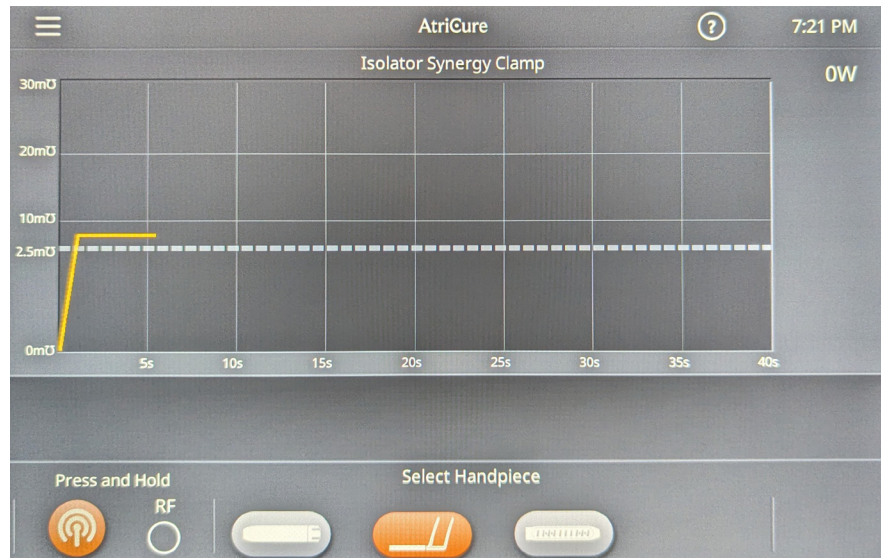 AtriCure
?
7:21 PM
Isolator Synergy Clamp
0W
30m℧
20m℧
10m℧
2.5m℧
0m℧
5s 10s 15s 20s 25s 30s 35s 40s
Press and Hold
Select Handpiece
RF